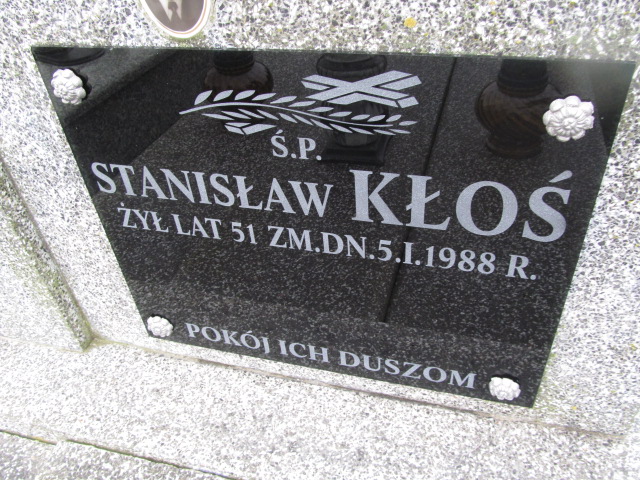 Ś.P.
STANISŁAW KŁOŚ
ŻYŁ LAT 51 ZM.DN.5.I.1988 R.
POKÓJ ICH DUSZOM